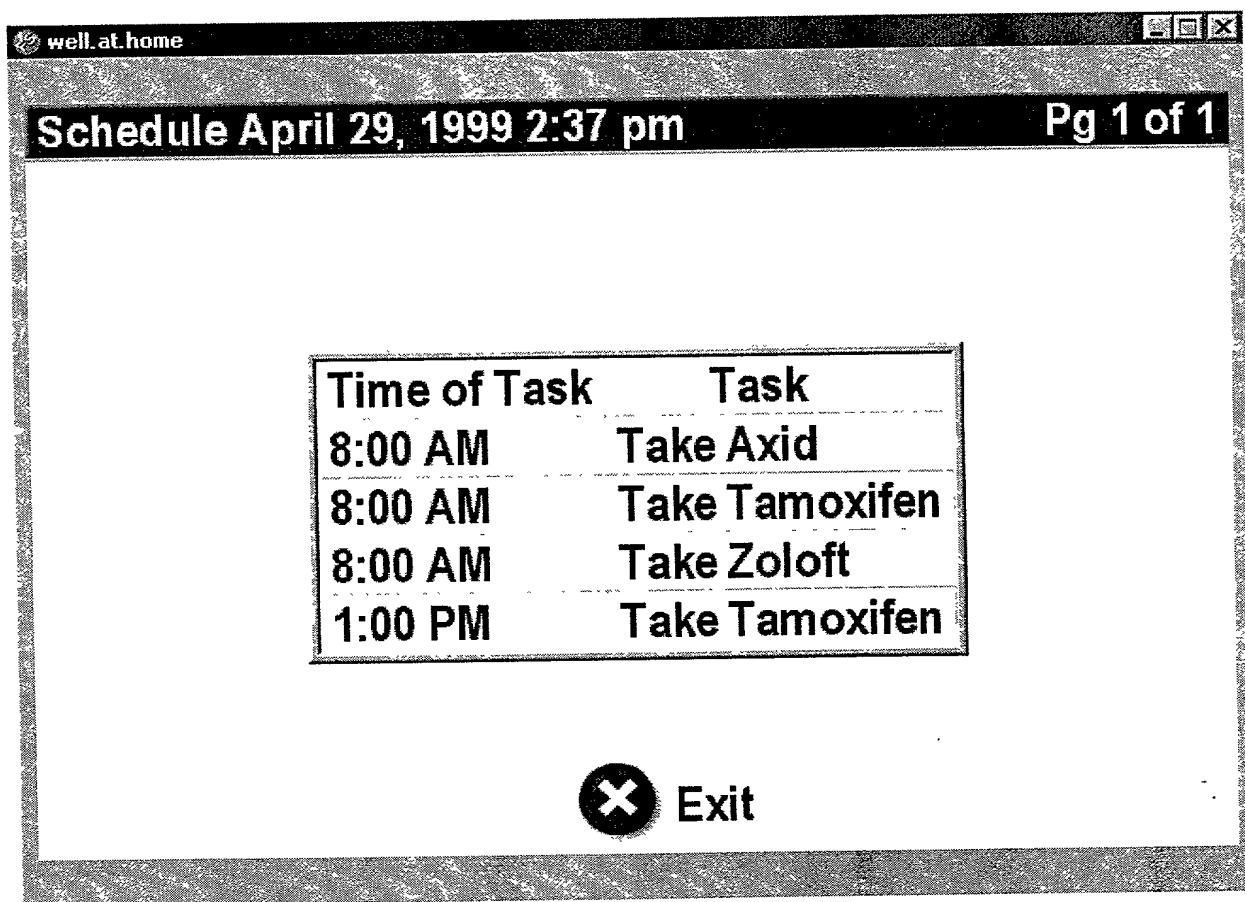 well.at.home
Schedule April 29, 1999 2:37 pm Pg 1 of 1
Time of Task Task
8:00 AM Take Axid
8:00 AM Take Tamoxifen
8:00 AM Take Zoloft
1:00 PM Take Tamoxifen
Exit